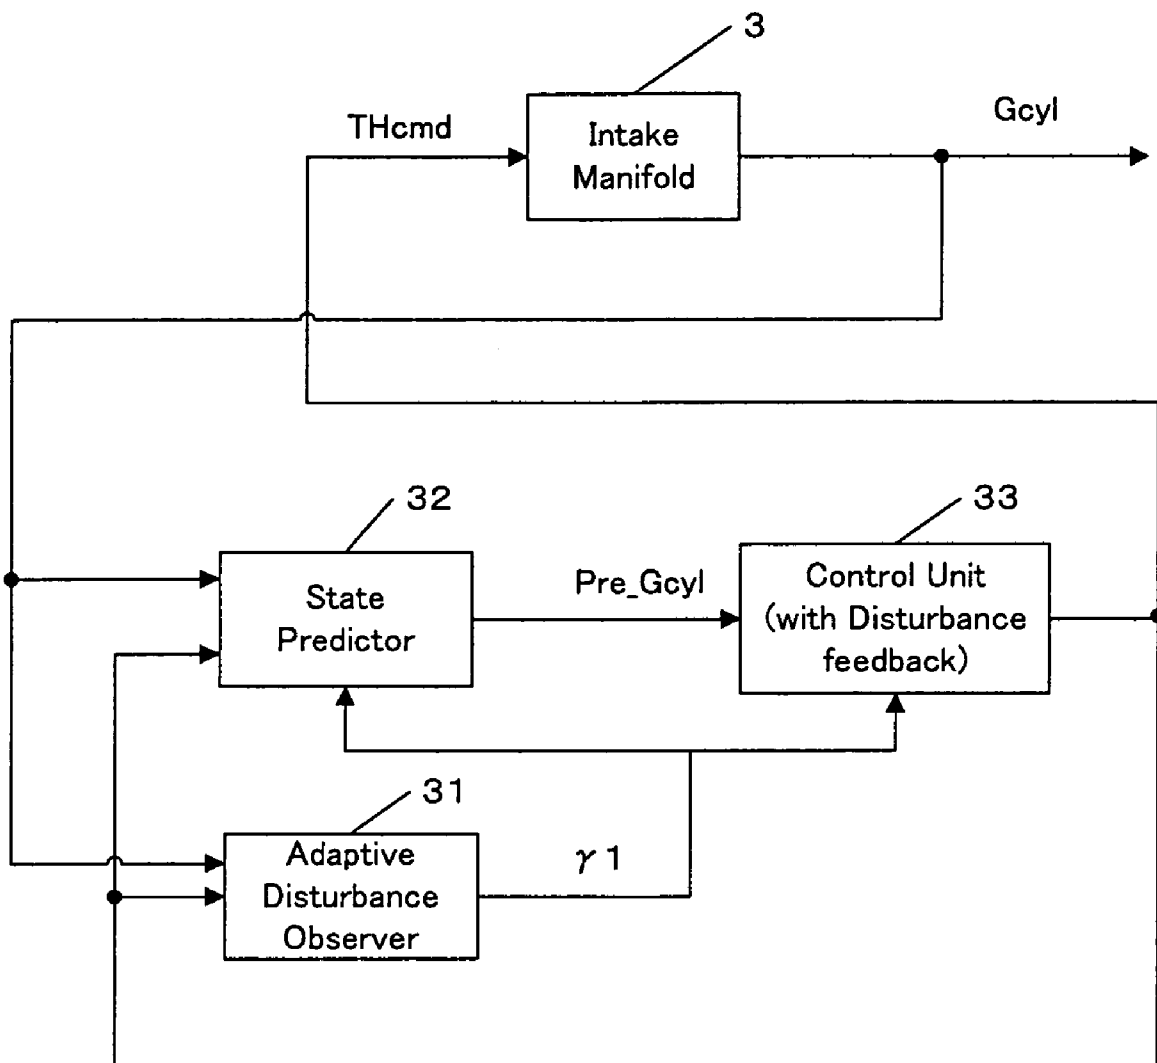 3
THcmd
Intake
Manifold
Gcyl
32
33
State
Predictor
Pre_Gcyl
Control Unit
(with Disturbance
feedback)
31
Adaptive
Disturbance
Observer
γ1